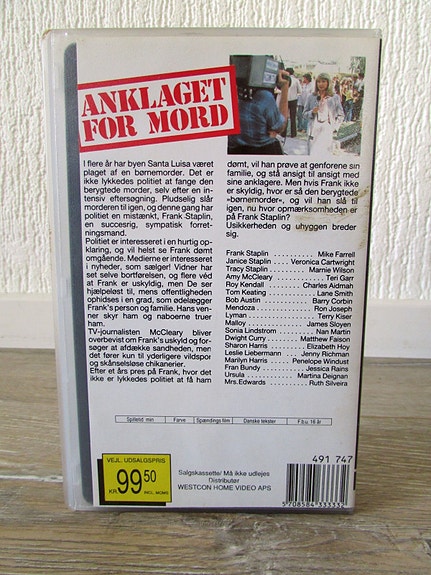 ANKLAGET
FOR MORD
I flere år har byen Santa Luisa været
plaget af en børnemorder. Det er
ikke lykkedes politiet at fange den
berygtede morder, selv efter en in-
tensiv eftersøgning. Pludselig slår
morderen til igen, og denne gang har
politiet en mistænkt, Frank Staplin,
en succesrig, sympatisk forret-
ningsmand.
Politiet er interesseret i en hurtig op-
klaring, og vil helst se Frank dømt
omgående. Medierne er interesseret
i nyheder, som sælger! Vidner har
set selve bortførelsen, og flere véd
at Frank er uskyldig, men De ser
hjælpeløst til, mens offentligheden
ophidses i en grad, som ødelægger
Frank's person og familie. Hans ven-
ner skyr ham og naboerne truer
ham.
TV-journalisten McCleary bliver
overbevist om Frank's uskyld og for-
søger at afdække sandheden, men
det fører kun til yderligere vildspor
og skånselsløse chikanerier.
Efter et års pres på Frank, hvor det
ikke er lykkedes politiet at få ham
dømt, vil han prøve at genforene sin
familie, og stå ansigt til ansigt med
sine anklagere. Men hvis Frank ikke
er skyldig, hvor er så den berygtede
»børnemorder«, og vil han slå til
igen, nu hvor opmærksomheden er
på Frank Staplin?
Usikkerheden og uhyggen breder
sig.
Frank Staplin . . . . . . . . . Mike Farrell
Janice Staplin . . . Veronica Cartwright
Tracy Staplin . . . . . . Marnie Wilson
Amy McCleary . . . . . . . . . Teri Garr
Roy Kendall . . . . . . Charles Aidmah
Tom Keating . . . . . . . . . Lane Smith
Bob Austin . . . . . . . . . Barry Corbin
Mendoza . . . . . . . . . . . Ron Joseph
Lyman . . . . . . . . . . . . . Terry Kiser
Malloy . . . . . . . . . . . James Sloyen
Sonia Lindstrom . . . . . . . Nan Martin
Dwight Curry . . . . . Matthew Faison
Sharon Harris . . . . . . Elizabeth Hoy
Leslie Liebermann . . . Jenny Richman
Marilyn Harris . . . . Penelope Windust
Fran Bundy . . . . . . . . Jessica Rains
Ursula . . . . . . . . . . Martina Deignan
Mrs.Edwards . . . . . . . . Ruth Silveira
Spilletid min Farve Spændings film Danske tekster F.b.u. 16 år
VEJL. UDSALGSPRIS
KR. 99 50
INCL. MOMS
Salgskassette/ Må ikke udlejes
Distributør
WESTCON HOME VIDEO APS
491 747
5 708584 333332